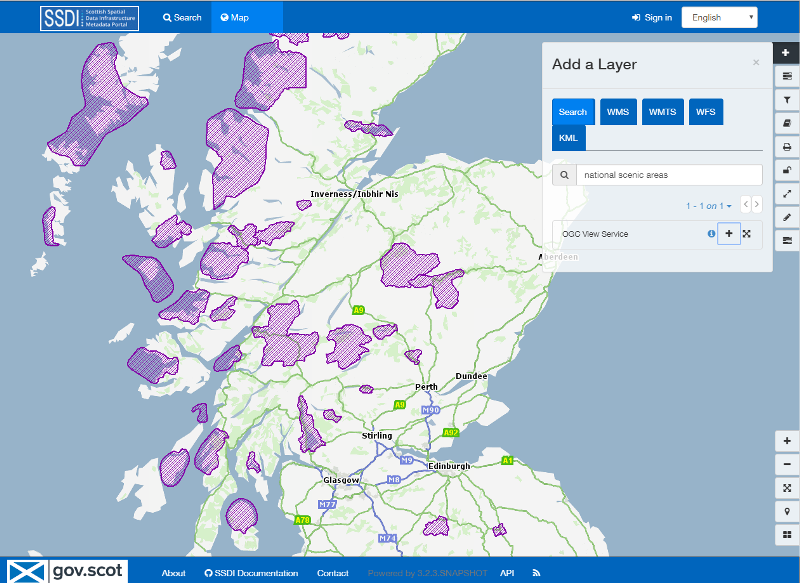 SSDI Scottish Spatial Data Infrastructure Metadata Portal
Search
Map
Sign in
English
Add a Layer
×
Search
WMS
WMTS
WFS
KML
national scenic areas
1 - 1 on 1
OGC View Service
Inverness/Inbhir Nis
Aberdeen
A9
Dundee
Perth
A9
M90
A92
Stirling
M9
Edinburgh
A1
Glasgow
M8
M77
A78
M74
gov.scot
About
SSDI Documentation
Contact
Powered by 3.2.3.SNAPSHOT
API